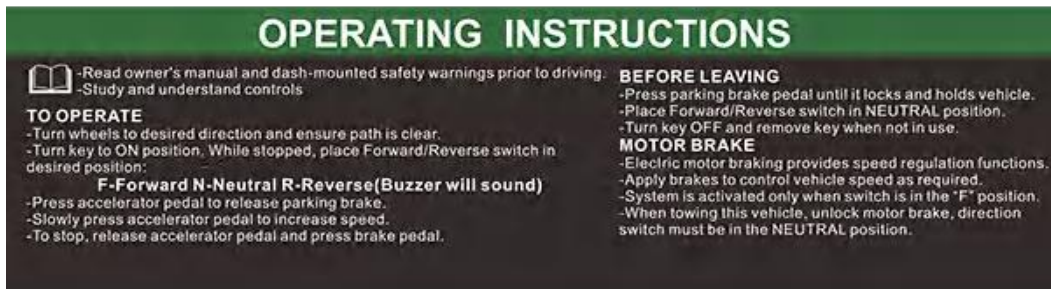 OPERATING INSTRUCTIONS
-Read owner's manual and dash-mounted safety warnings prior to driving.
-Study and understand controls
TO OPERATE
-Turn wheels to desired direction and ensure path is clear.
-Turn key to ON position. While stopped, place Forward/Reverse switch in
desired position:
F-Forward N-Neutral R-Reverse(Buzzer will sound)
-Press accelerator pedal to release parking brake.
-Slowly press accelerator pedal to increase speed.
-To stop, release accelerator pedal and press brake pedal.
BEFORE LEAVING
-Press parking brake pedal until it locks and holds vehicle.
-Place Forward/Reverse switch in NEUTRAL position.
-Turn key OFF and remove key when not in use.
MOTOR BRAKE
-Electric motor braking provides speed regulation functions.
-Apply brakes to control vehicle speed as required.
-System is activated only when switch is in the "F" position.
-When towing this vehicle, unlock motor brake, direction
switch must be in the NEUTRAL position.